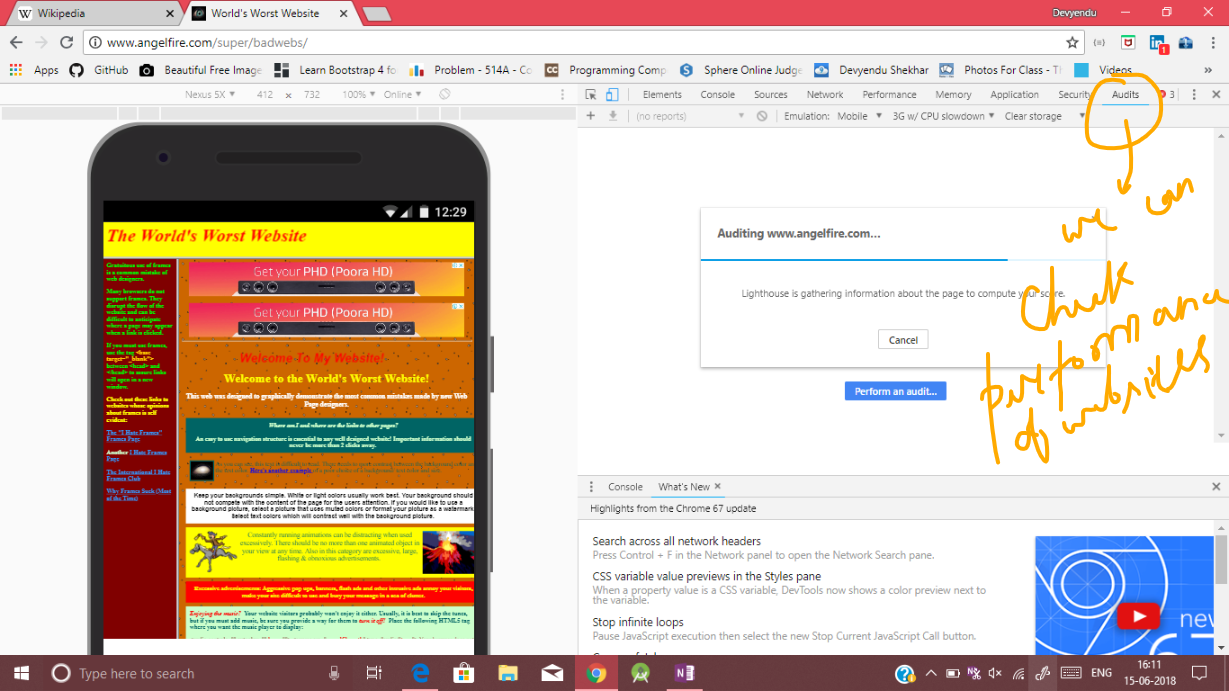 Wikipedia
World's Worst Website
Devyendu
www.angelfire.com/super/badwebs/
Apps
GitHub
Beautiful Free Image
Learn Bootstrap 4 fo
Problem - 514A - Co
Programming Comp
Sphere Online Judge
Devyendu Shekhar
Photos For Class - Th
Videos
Nexus 5X ▼ 412 × 732 100% ▼ Online ▼
Elements Console Sources Network Performance Memory Application Security Audits 3
(no reports) Emulation: Mobile ▼ 3G w/ CPU slowdown ▼ Clear storage ▼
12:29
The World's Worst Website
Gratuitous use of frames
is a common mistake of
web designers.
Many browsers do not
support frames. They
disrupt the flow of the
website and can be
difficult to anticipate
where a page may appear
when a link is clicked.
If you must use frames,
use the tag <base
target="_blank">
between <head> and
</head> to assure links
will open in a new
window.
Check out these links to
websites whose opinions
about frames is self
evident:
The "I Hate Frames"
Frames Page
Another I Hate Frames
Page
The International I Hate
Frames Club
Why Frames Suck (Most
of the Time)
Get your PHD (Poora HD)
Get your PHD (Poora HD)
Welcome To My Website!
Welcome to the World's Worst Website!
This web was designed to graphically demonstrate the most common mistakes made by new Web
Page designers.
Where am I and where are the links to other pages?
An easy to use navigation structure is essential to any well designed website! Important information should
never be more than 2 clicks away.
Here's another example
Keep your backgrounds simple. White or light colors usually work best. Your background should
not compete with the content of the page for the users attention. If you would like to use a
background picture, select a picture that uses muted colors or format your picture as a watermark.
Select text colors which will contrast well with the background picture.
Constantly running animations can be distracting when used
excessively. There should be no more than one animated object in
your view at any time. Also in this category are excessive, large,
flashing & obnoxious advertisements.
Excessive advertisements: Aggressive pop ups, banners, flash ads and other intrusive ads annoy your visitors,
make your site difficult to use and bury your message in a sea of chaos.
Enjoying the music? Your website visitors probably won't enjoy it either. Usually, it is best to skip the tunes,
but if you must add music, be sure you provide a way for them to turn it off! Place the following HTML5 tag
where you want the music player to display:
Auditing www.angelfire.com...
Lighthouse is gathering information about the page to compute your score.
Cancel
Perform an audit...
we can
Check
performance
of websites
Console What's New
Highlights from the Chrome 67 update
Search across all network headers
Press Control + F in the Network panel to open the Network Search pane.
CSS variable value previews in the Styles pane
When a property value is a CSS variable, DevTools now shows a color preview next to
the variable.
Stop infinite loops
Pause JavaScript execution then select the new Stop Current JavaScript Call button.
new
67
Type here to search
ENG
16:11
15-06-2018